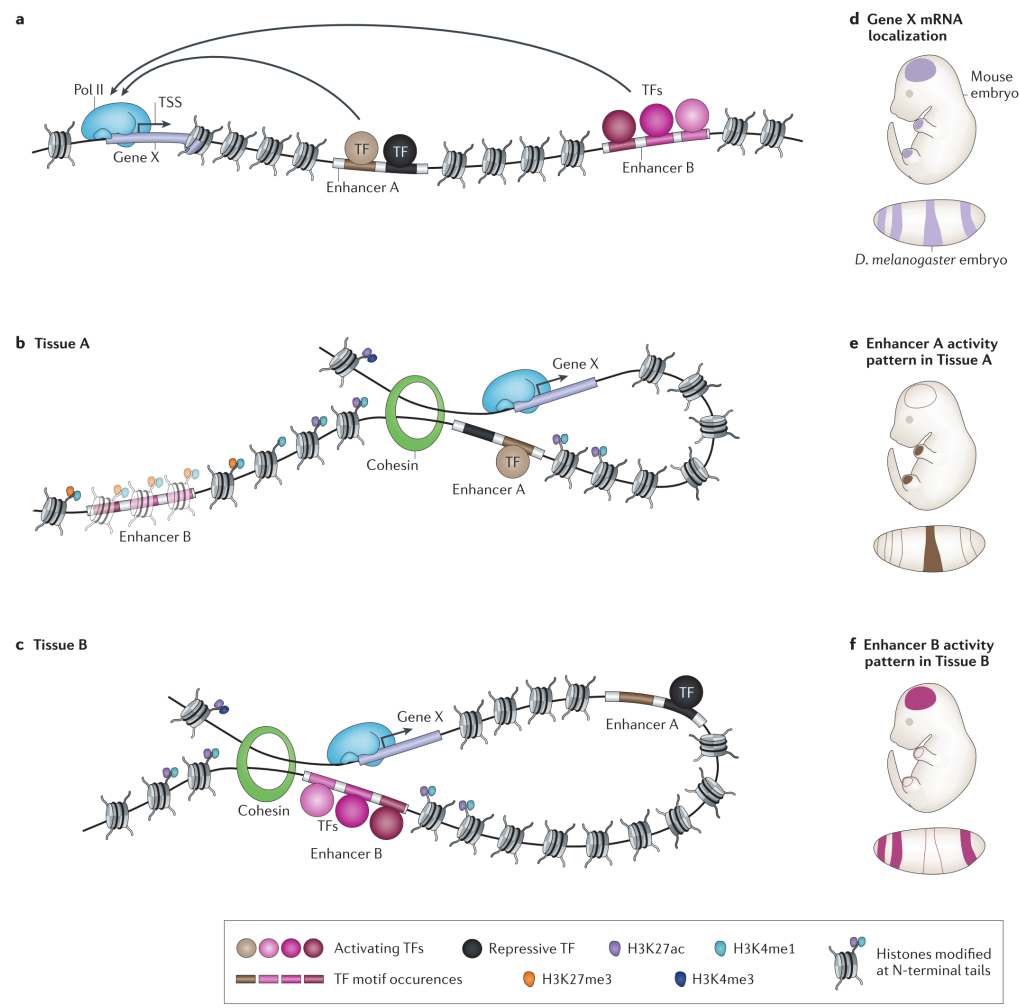 a
Pol II
TSS
Gene X
TF
TF
Enhancer A
TFs
Enhancer B
d Gene X mRNA
localization
Mouse
embryo
D. melanogaster embryo
b Tissue A
Gene X
Cohesin
TF
Enhancer A
Enhancer B
e Enhancer A activity
pattern in Tissue A
c Tissue B
Gene X
TF
Enhancer A
Cohesin
TFs
Enhancer B
f Enhancer B activity
pattern in Tissue B
Activating TFs
Repressive TF
H3K27ac
H3K4me1
Histones modified
at N-terminal tails
TF motif occurences
H3K27me3
H3K4me3